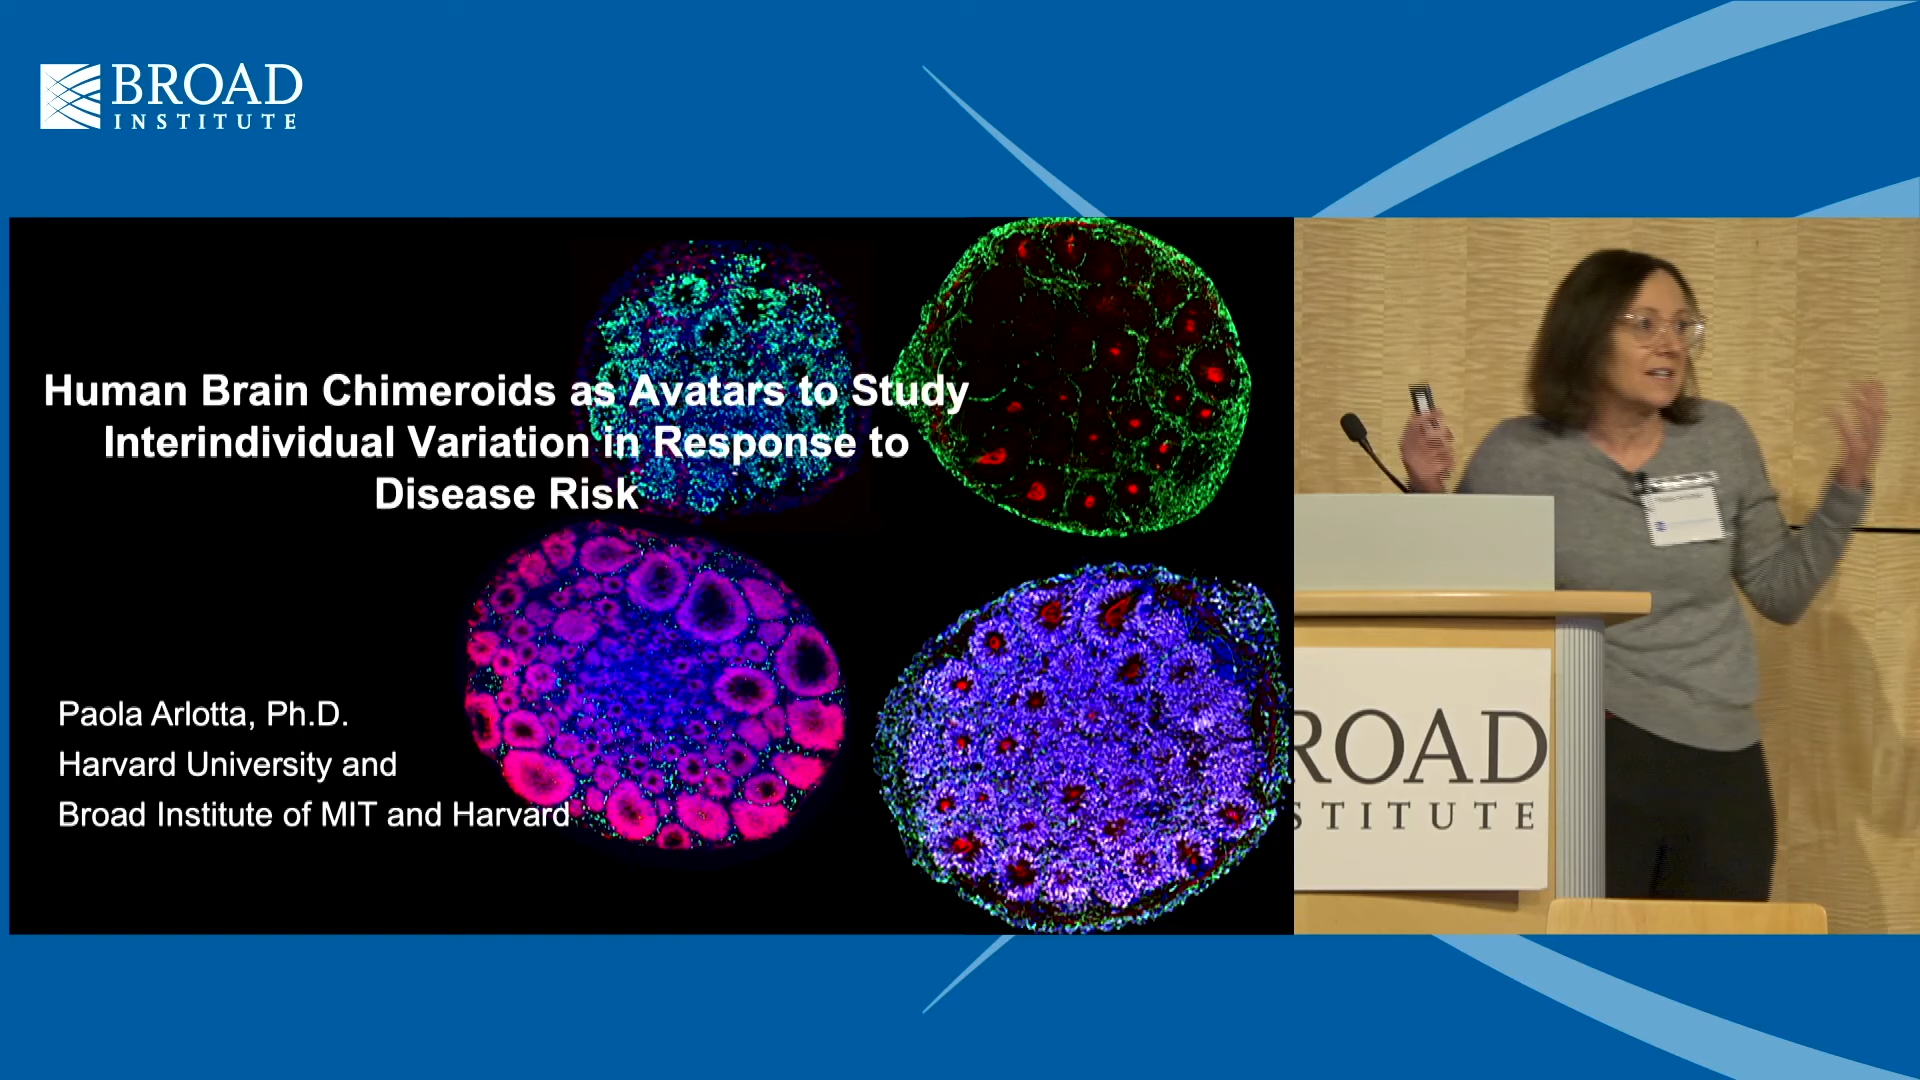 BROAD
INSTITUTE
Human Brain Chimeroids as Avatars to Study
Interindividual Variation in Response to
Disease Risk
Paola Arlotta, Ph.D.
Harvard University and
Broad Institute of MIT and Harvard
ROAD
STITUTE